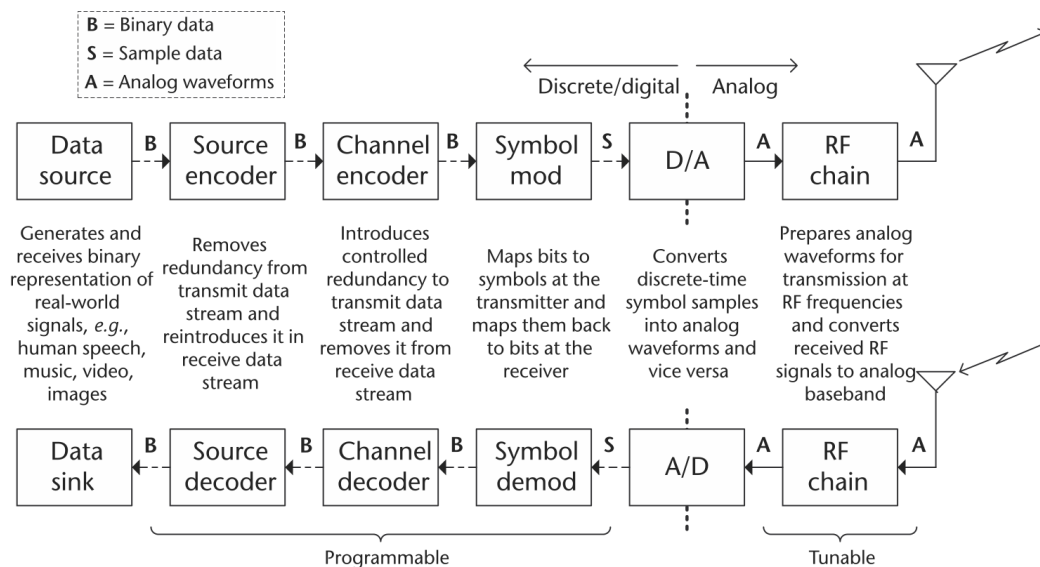 B = Binary data
S = Sample data
A = Analog waveforms
Discrete/digital
Analog
Data
source
B
Source
encoder
B
Channel
encoder
B
Symbol
mod
S
D/A
A
RF
chain
A
Generates and
receives binary
representation of
real-world
signals, e.g.,
human speech,
music, video,
images
Removes
redundancy from
transmit data
stream and
reintroduces it in
receive data
stream
Introduces
controlled
redundancy to
transmit data
stream and
removes it from
receive data
stream
Maps bits to
symbols at the
transmitter and
maps them back
to bits at the
receiver
Converts
discrete-time
symbol samples
into analog
waveforms and
vice versa
Prepares analog
waveforms for
transmission at
RF frequencies
and converts
received RF
signals to analog
baseband
Data
sink
B
Source
decoder
B
Channel
decoder
B
Symbol
demod
S
A/D
A
RF
chain
A
Programmable
Tunable